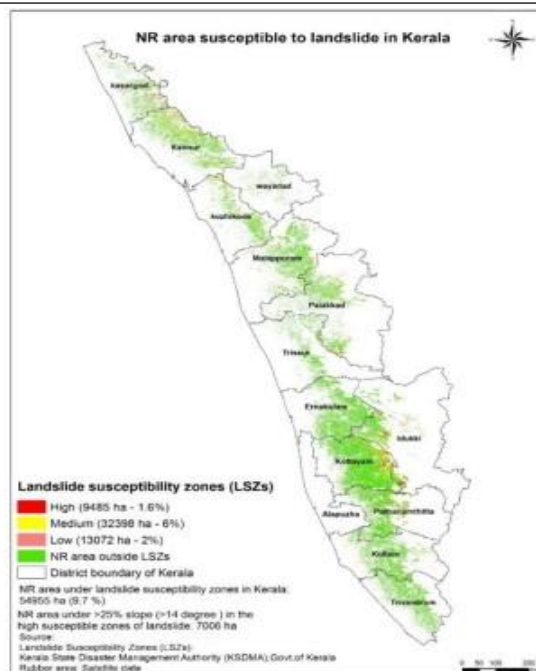 NR area susceptible to landslide in Kerala
kasargod
Kannur
wayanad
kozhikode
Malappuram
Palakkad
Trissur
Ernakulam
Idukki
Kottayam
Alapuzha
Pathanamthitta
Kollam
Trivandrum
Landslide susceptibility zones (LSZs)
High (9485 ha - 1.6%)
Medium (32398 ha - 6%)
Low (13072 ha - 2%)
NR area outside LSZs
District boundary of Kerala
NR area under landslide susceptibility zones in Kerala:
54955 ha (9.7 %)
NR area under >25% slope (>14 degree ) in the
high susceptible zones of landslide: 7006 ha
Source:
Landslide Susceptibility Zones (LSZs):
Kerala State Disaster Management Authority (KSDMA), Govt.of Kerala
Rubber area: Satellite data